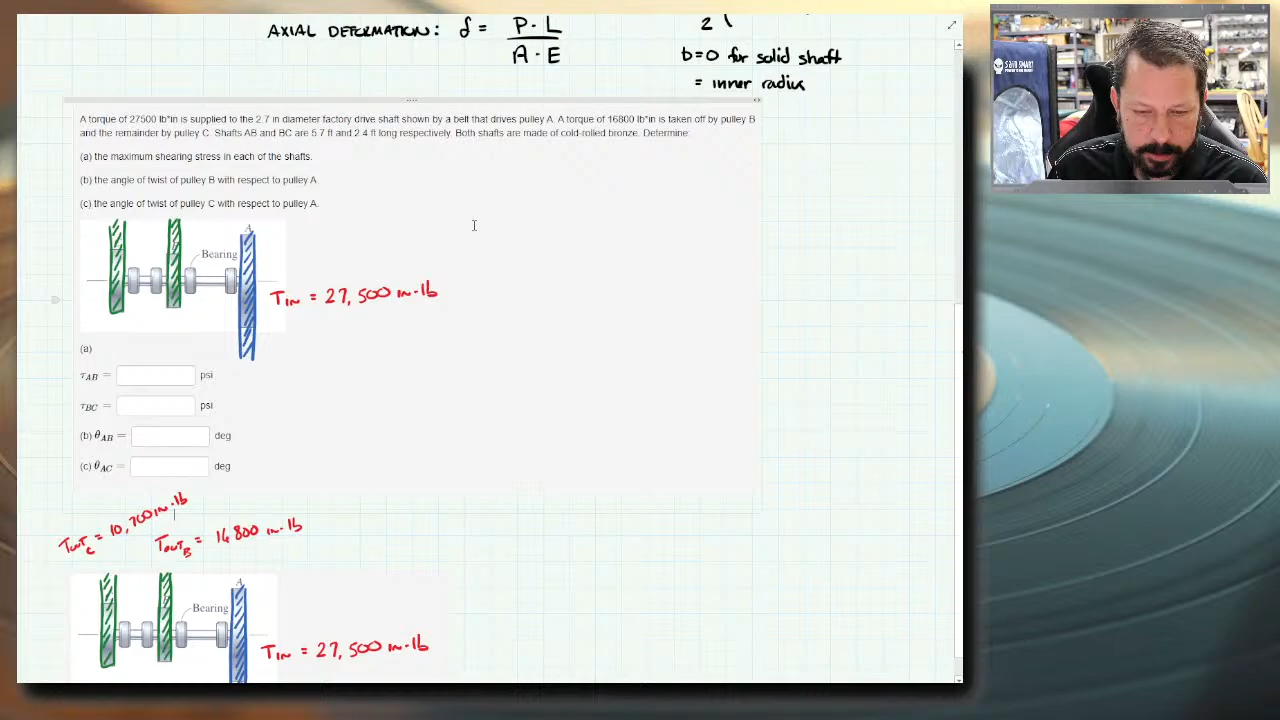 2 (
AXIAL DEFORMATION: δ = P·L / A·E
b=0 for solid shaft
= inner radius
A torque of 27500 lb*in is supplied to the 2.7 in diameter factory drive shaft shown by a belt that drives pulley A. A torque of 16800 lb*in is taken off by pulley B
and the remainder by pulley C. Shafts AB and BC are 5.7 ft and 2.4 ft long respectively. Both shafts are made of cold-rolled bronze. Determine:
(a) the maximum shearing stress in each of the shafts.
(b) the angle of twist of pulley B with respect to pulley A.
(c) the angle of twist of pulley C with respect to pulley A.
A
Bearing
T_IN = 27,500 in·lb
(a)
τ_AB = psi
τ_BC = psi
(b) θ_AB = deg
(c) θ_AC = deg
T_OUT_C = 10,700 in·lb
T_OUT_B = 16800 in·lb
A
Bearing
T_IN = 27,500 in·lb